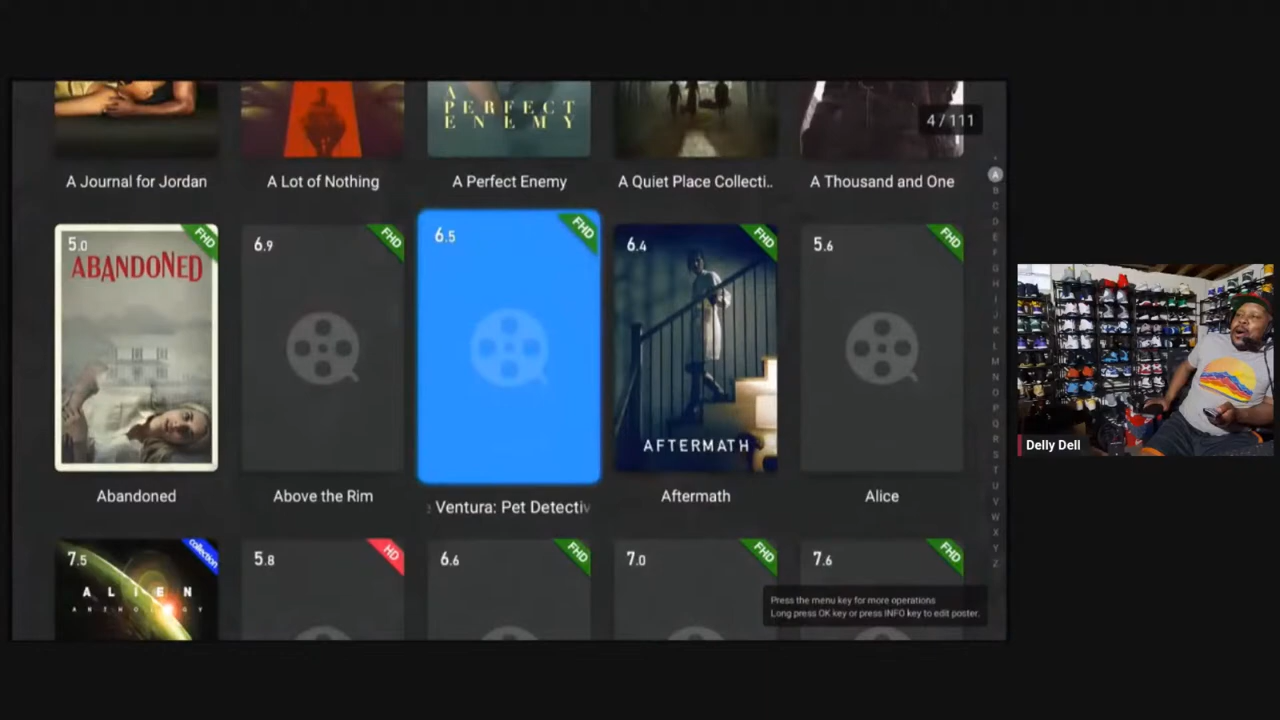 A
PERFECT
ENEMY
4 / 111
A Journal for Jordan
A Lot of Nothing
A Perfect Enemy
A Quiet Place Collecti..
A Thousand and One
5.0
FHD
ABANDONED
6.9
FHD
6.5
FHD
6.4
FHD
AFTERMATH
5.6
FHD
Abandoned
Above the Rim
Ventura: Pet Detectiv
Aftermath
Alice
7.5
collection
ALIEN
ANTHOLOGY
5.8
HD
6.6
FHD
7.0
FHD
7.6
FHD
Press the menu key for more operations
Long press OK key or press INFO key to edit poster.
A
B
C
D
E
F
G
H
I
J
K
L
M
N
O
P
Q
R
S
T
U
V
W
X
Y
Z
Delly Dell